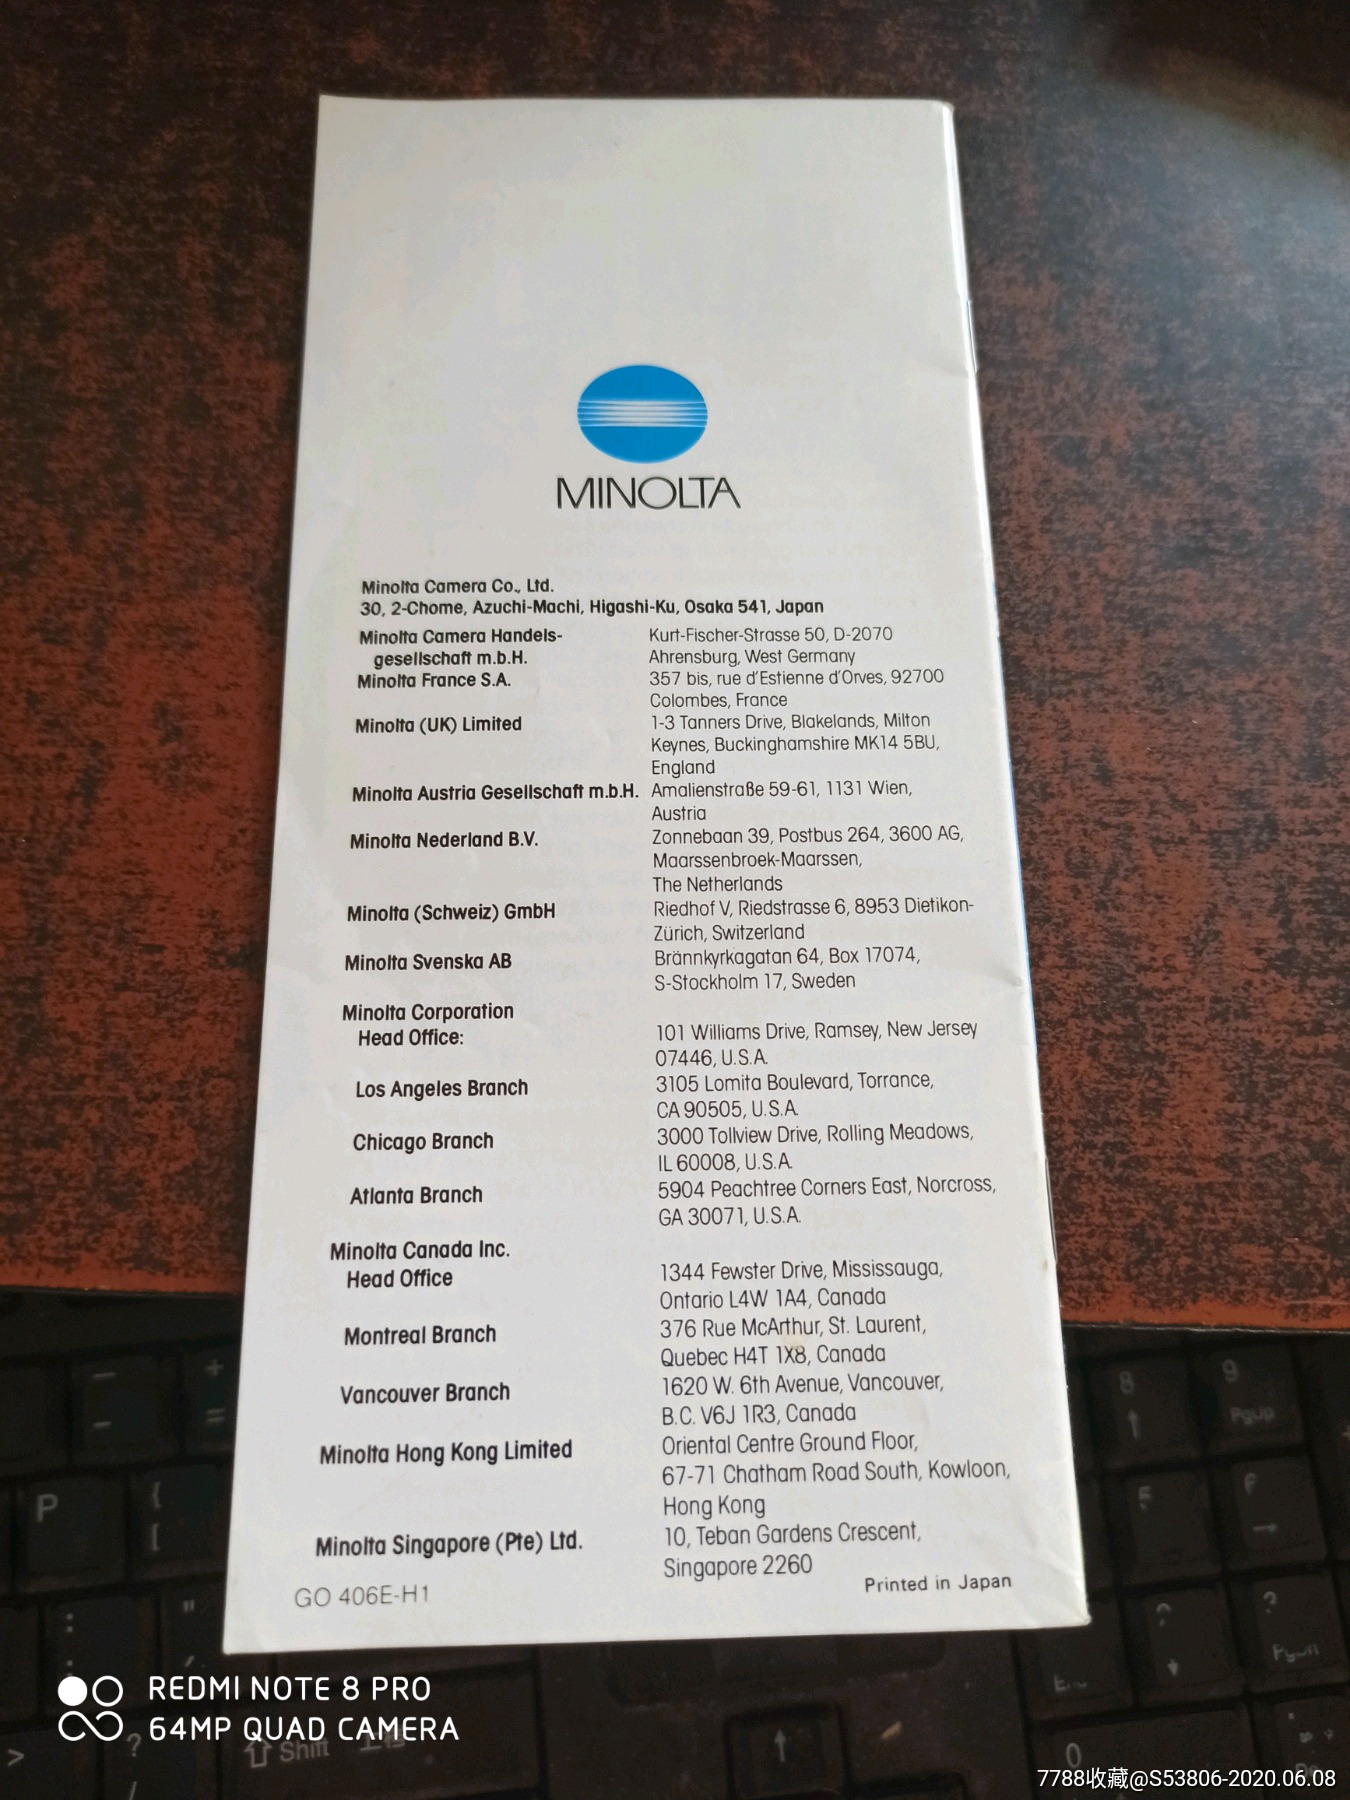 MINOLTA
Minolta Camera Co., Ltd.
30, 2-Chome, Azuchi-Machi, Higashi-Ku, Osaka 541, Japan
Minolta Camera Handels-
gesellschaft m.b.H.
Kurt-Fischer-Strasse 50, D-2070
Ahrensburg, West Germany
Minolta France S.A.
357 bis, rue d'Estienne d'Orves, 92700
Colombes, France
Minolta (UK) Limited
1-3 Tanners Drive, Blakelands, Milton
Keynes, Buckinghamshire MK14 5BU,
England
Minolta Austria Gesellschaft m.b.H.
Amalienstraße 59-61, 1131 Wien,
Austria
Minolta Nederland B.V.
Zonnebaan 39, Postbus 264, 3600 AG,
Maarssenbroek-Maarssen,
The Netherlands
Minolta (Schweiz) GmbH
Riedhof V, Riedstrasse 6, 8953 Dietikon-
Zürich, Switzerland
Minolta Svenska AB
Brännkyrkagatan 64, Box 17074,
S-Stockholm 17, Sweden
Minolta Corporation
Head Office:
101 Williams Drive, Ramsey, New Jersey
07446, U.S.A.
Los Angeles Branch
3105 Lomita Boulevard, Torrance,
CA 90505, U.S.A.
Chicago Branch
3000 Tollview Drive, Rolling Meadows,
IL 60008, U.S.A.
Atlanta Branch
5904 Peachtree Corners East, Norcross,
GA 30071, U.S.A.
Minolta Canada Inc.
Head Office
1344 Fewster Drive, Mississauga,
Ontario L4W 1A4, Canada
Montreal Branch
376 Rue McArthur, St. Laurent,
Quebec H4T 1X8, Canada
Vancouver Branch
1620 W. 6th Avenue, Vancouver,
B.C. V6J 1R3, Canada
Minolta Hong Kong Limited
Oriental Centre Ground Floor,
67-71 Chatham Road South, Kowloon,
Hong Kong
Minolta Singapore (Pte) Ltd.
10, Teban Gardens Crescent,
Singapore 2260
GO 406E-H1
Printed in Japan
P
{
[
8
9
PgUp
5
6
?
Shift
0
REDMI NOTE 8 PRO
64MP QUAD CAMERA
7788收藏@S53806-2020.06.08